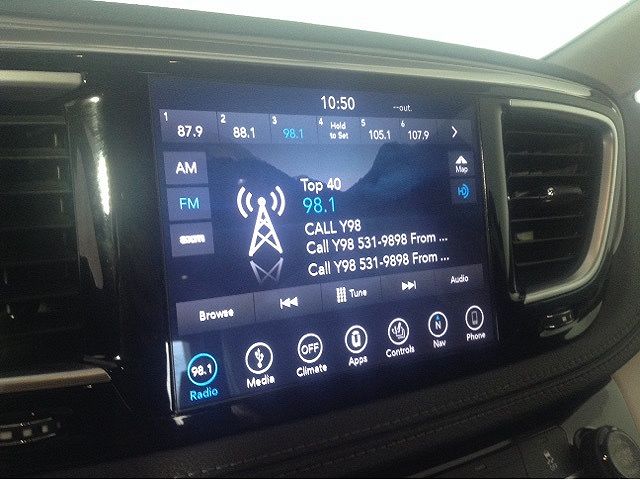 10:50 --out.
1 87.9 2 88.1 3 98.1 4 Hold to Set 5 105.1 6 107.9
AM
FM
SXM
Map
HD
Top 40
98.1
CALL Y98
Call Y98 531-9898 From ...
Call Y98 531-9898 From ...
Browse Tune Audio
98.1 OFF N
Radio Media Climate Apps Controls Nav Phone